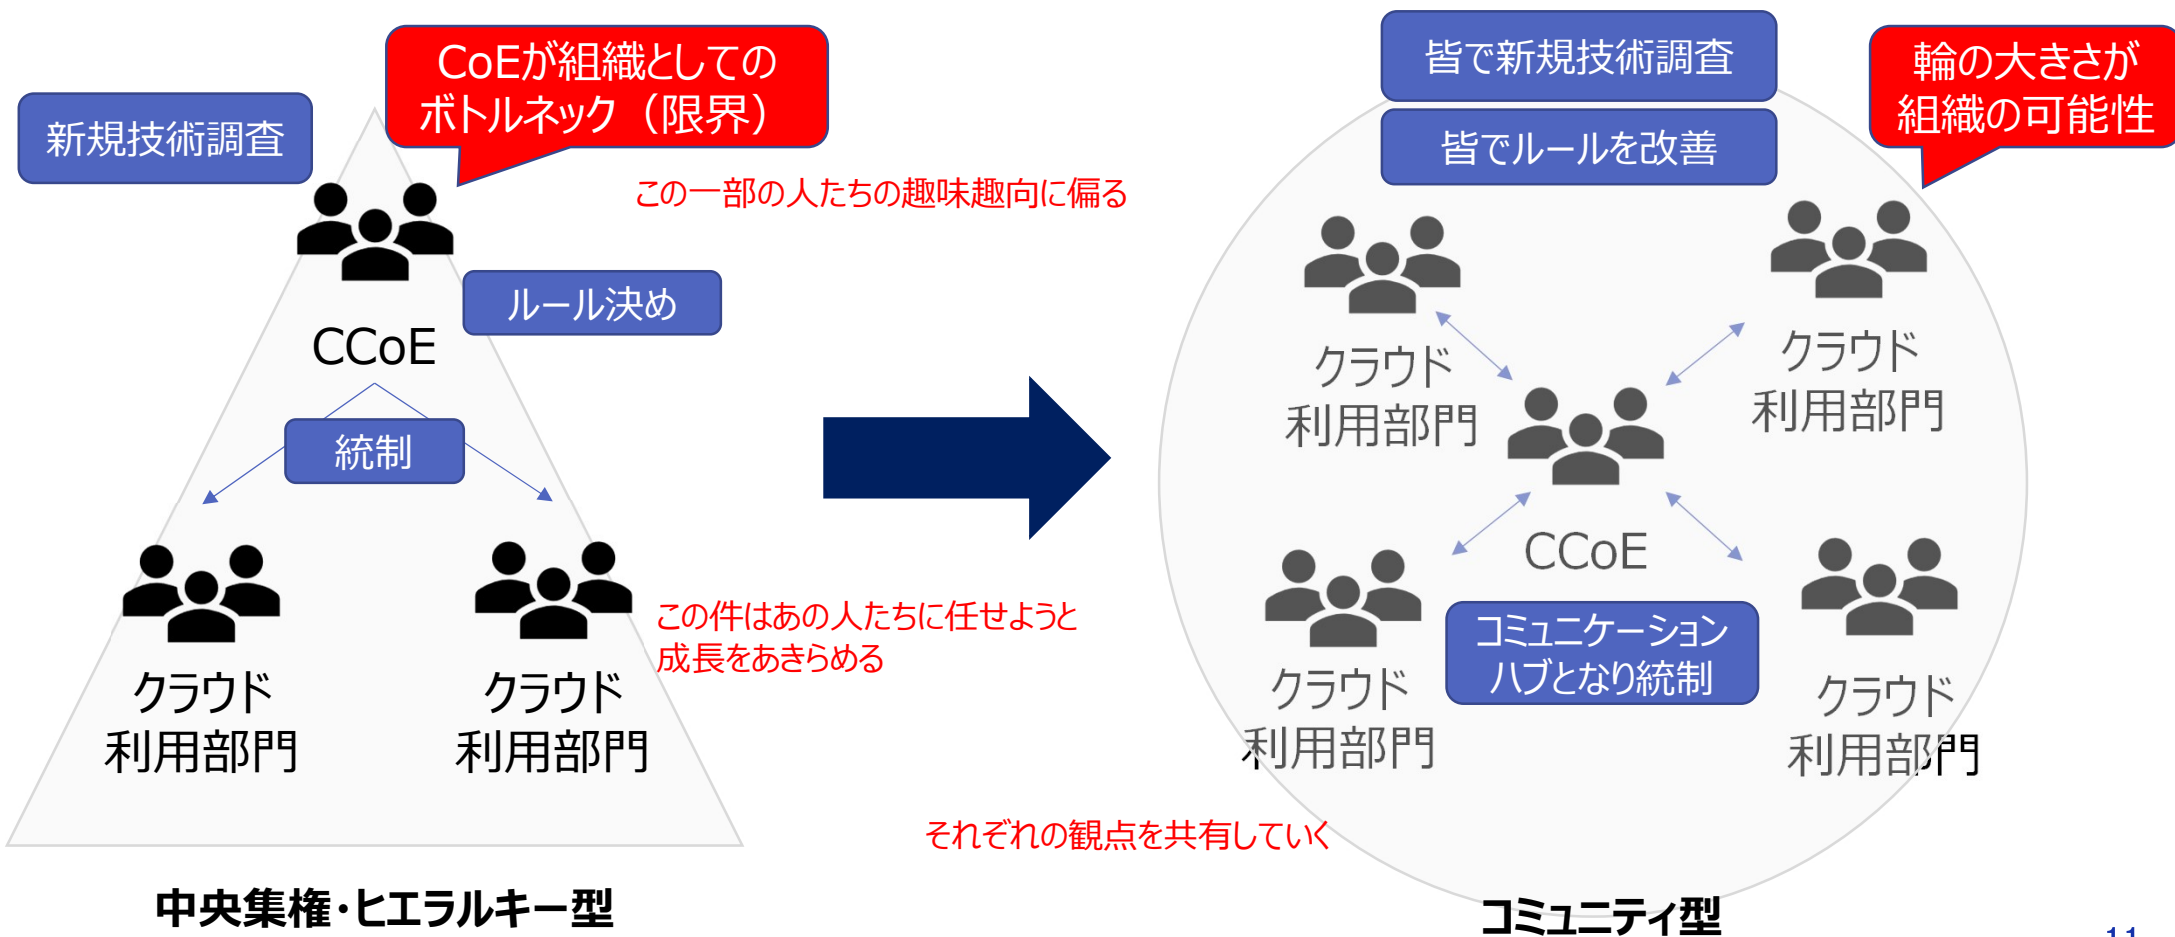 CoEが組織としての
ボトルネック（限界）
新規技術調査
この一部の人たちの趣味趣向に偏る
ルール決め
CCoE
統制
クラウド
利用部門
クラウド
利用部門
この件はあの人たちに任せようと
成長をあきらめる
中央集権･ヒエラルキー型
皆で新規技術調査
皆でルールを改善
輪の大きさが
組織の可能性
クラウド
利用部門
クラウド
利用部門
CCoE
コミュニケーション
ハブとなり統制
クラウド
利用部門
クラウド
利用部門
それぞれの観点を共有していく
コミュニティ型
11